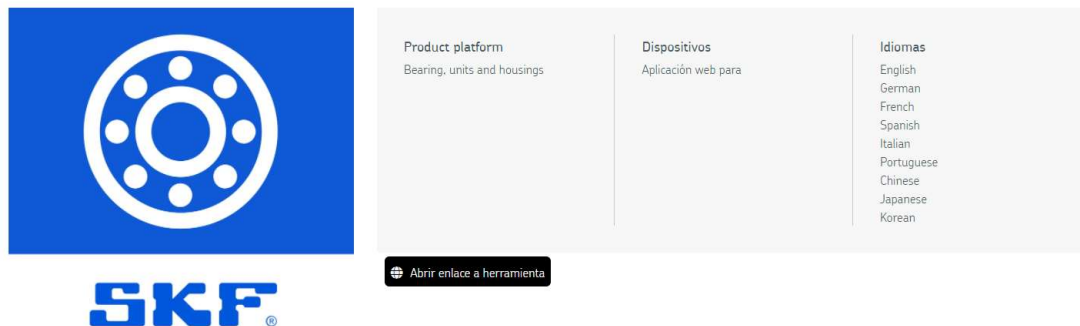 Product platform
Bearing, units and housings
Dispositivos
Aplicación web para
Idiomas
English
German
French
Spanish
Italian
Portuguese
Chinese
Japanese
Korean
Abrir enlace a herramienta
SKF®